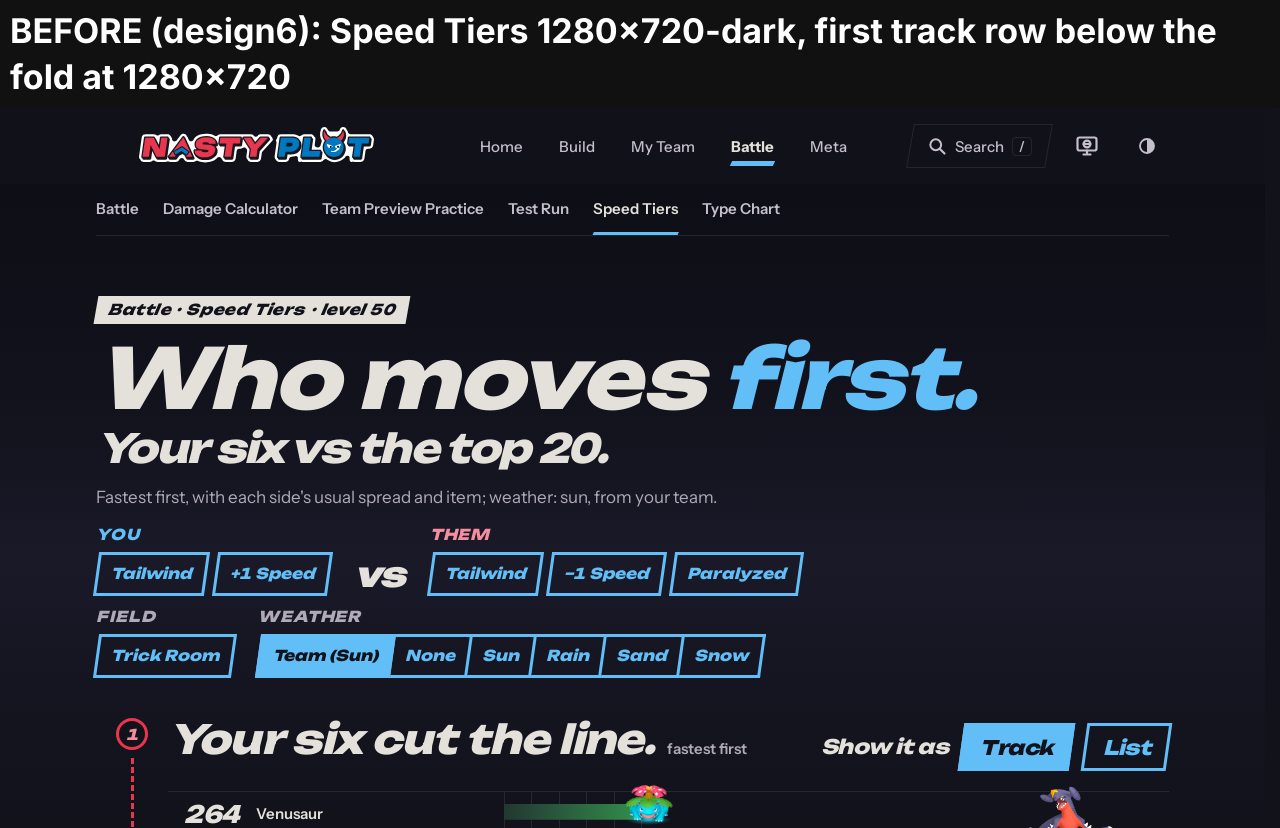 BEFORE (design6): Speed Tiers 1280×720-dark, first track row below the
fold at 1280×720
NASTY PLOT
Home Build My Team Battle Meta Search /
Battle Damage Calculator Team Preview Practice Test Run Speed Tiers Type Chart
Battle · Speed Tiers · level 50
Who moves first.
Your six vs the top 20.
Fastest first, with each side's usual spread and item; weather: sun, from your team.
YOU THEM
Tailwind +1 Speed vs Tailwind −1 Speed Paralyzed
FIELD WEATHER
Trick Room Team (Sun) None Sun Rain Sand Snow
1 Your six cut the line. fastest first Show it as Track List
264 Venusaur